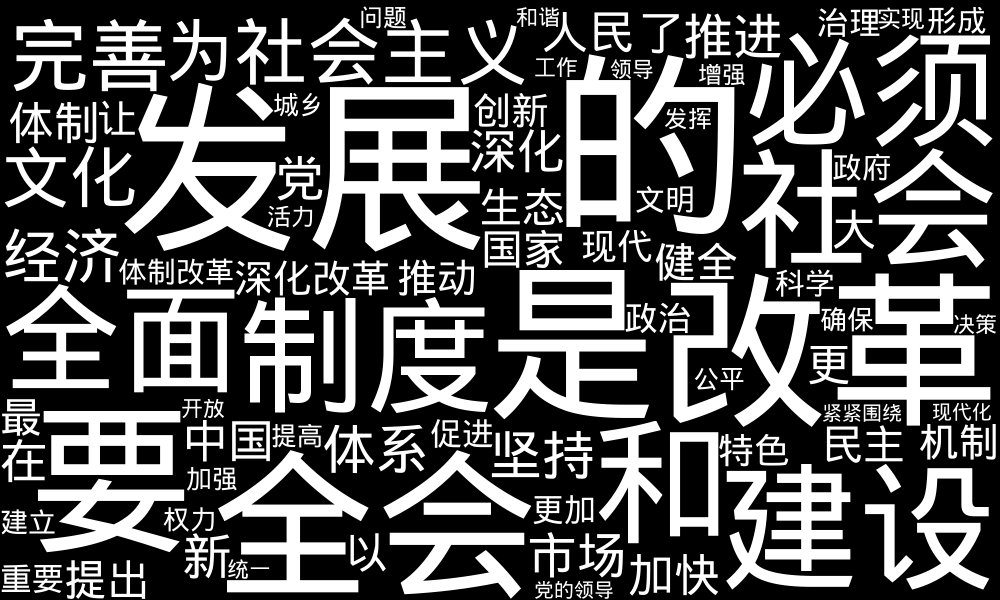 完善
为
社会主义
问题
和谐
人民
了
推进
治理
实现
形成
必须
工作
领导
增强
体制
让
发展
城乡
创新
的
发挥
文化
党
深化
社会
政府
活力
生态
文明
大
经济
体制改革
深化改革
推动
国家
现代
健全
科学
全面
制度
是
政治
改革
确保
决策
更
公平
最
在
要
开放
中国
提高
体系
促进
坚持
和
特色
紧紧围绕
现代化
民主
机制
加强
全会
更加
建设
建立
权力
新
统一
以
市场
加快
重要
提出
党的领导